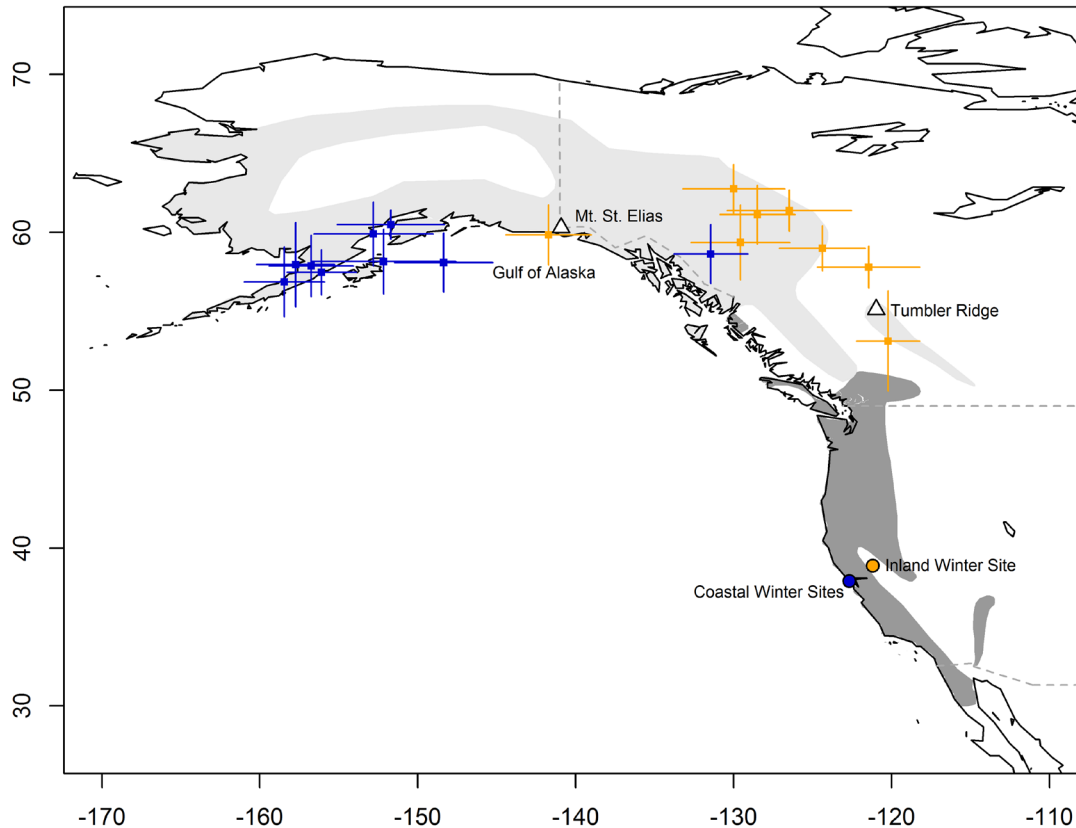 70
60
50
40
30
Mt. St. Elias
Gulf of Alaska
Tumbler Ridge
Inland Winter Site
Coastal Winter Sites
-170 -160 -150 -140 -130 -120 -110